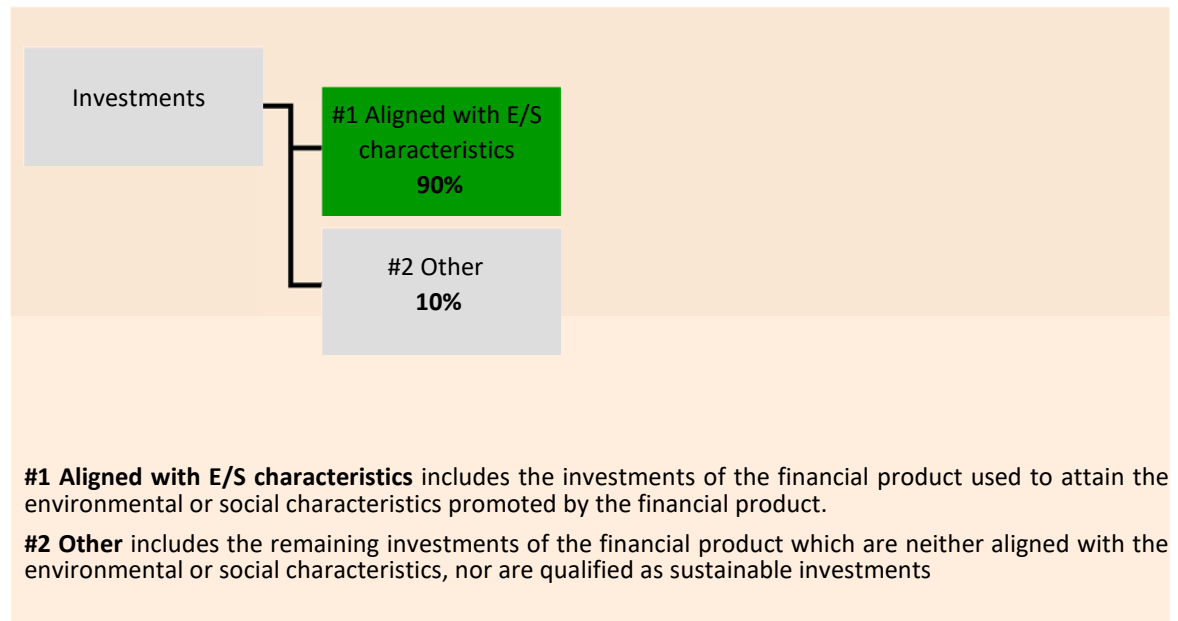 Investments
#1 Aligned with E/S
characteristics
90%
#2 Other
10%
#1 Aligned with E/S characteristics includes the investments of the financial product used to attain the
environmental or social characteristics promoted by the financial product.
#2 Other includes the remaining investments of the financial product which are neither aligned with the
environmental or social characteristics, nor are qualified as sustainable investments